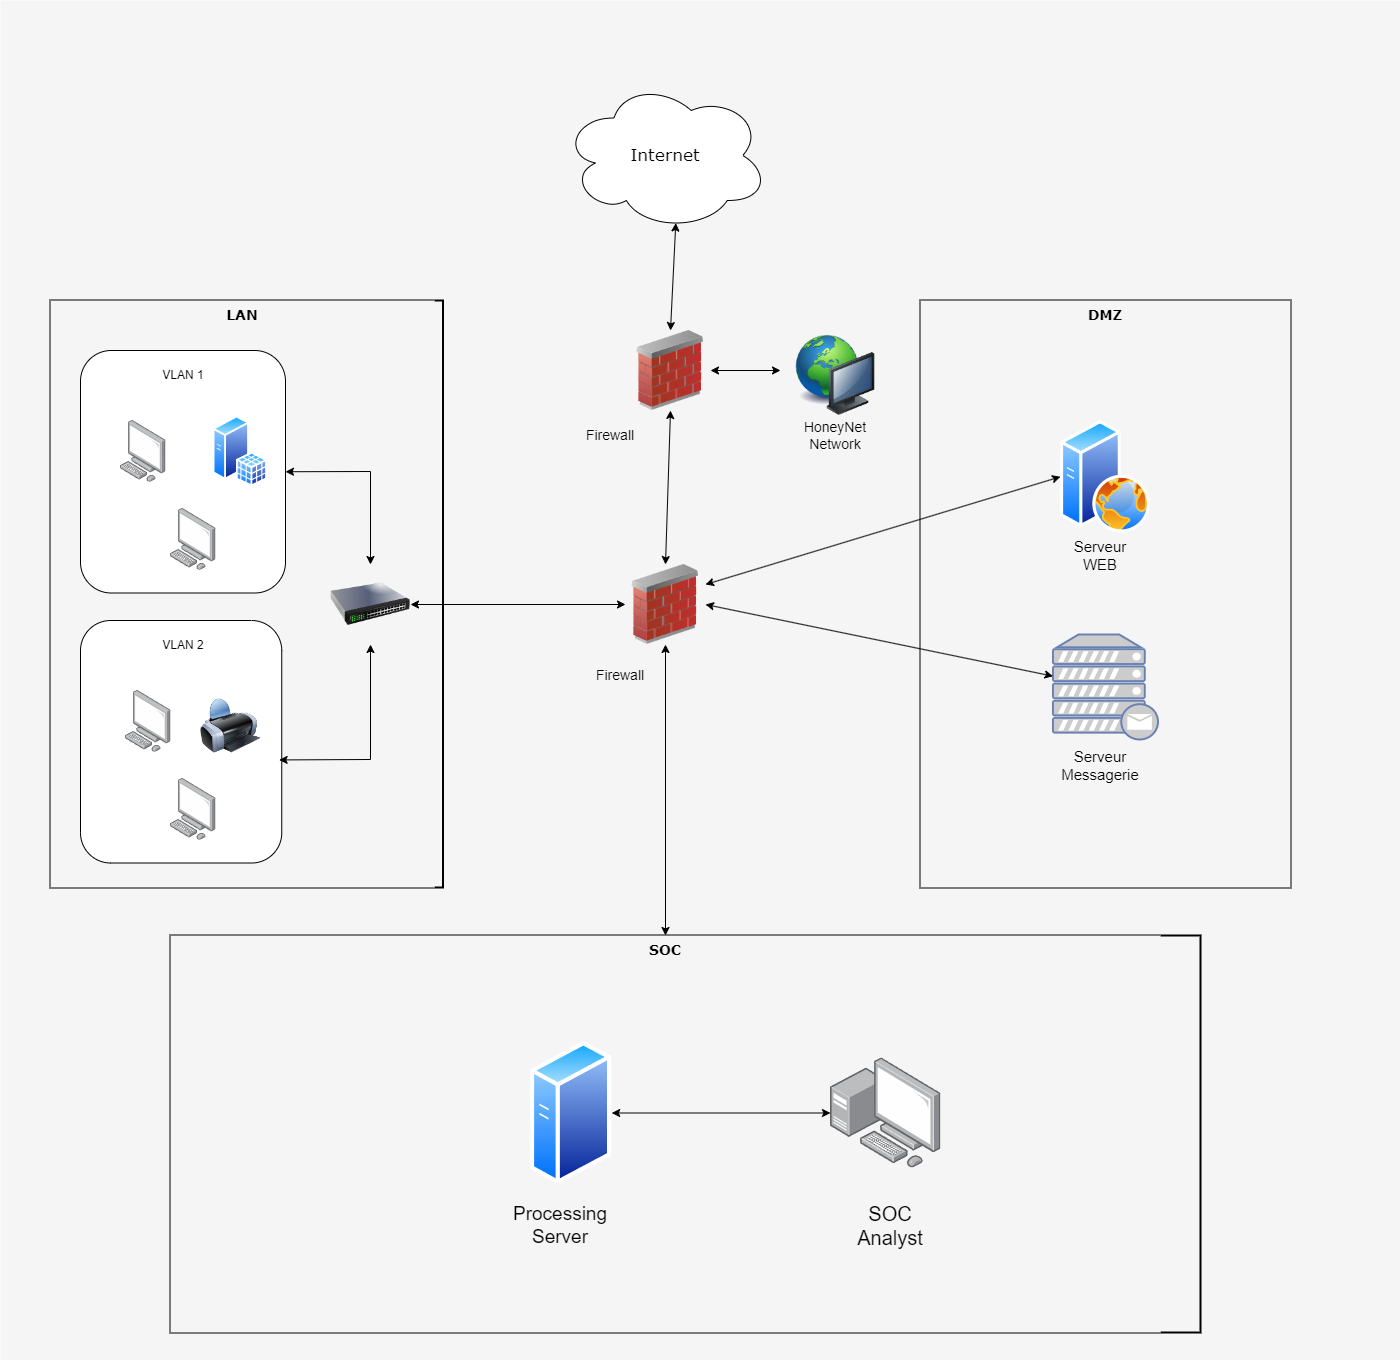 Internet
LAN
DMZ
VLAN 1
Firewall
HoneyNet
Network
Serveur
WEB
VLAN 2
Firewall
Serveur
Messagerie
SOC
Processing
Server
SOC
Analyst